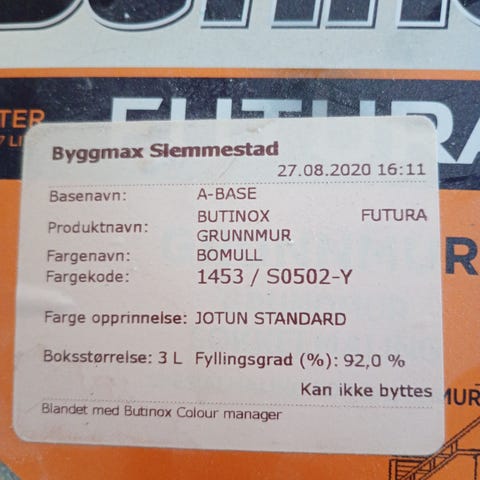 FUTURA
Byggmax Slemmestad
27.08.2020 16:11
Basenavn: A-BASE
Produktnavn: BUTINOX FUTURA
GRUNNMUR
Fargenavn: BOMULL
Fargekode: 1453 / S0502-Y
Farge opprinnelse: JOTUN STANDARD
Boksstørrelse: 3 L Fyllingsgrad (%): 92,0 %
Kan ikke byttes
Blandet med Butinox Colour manager